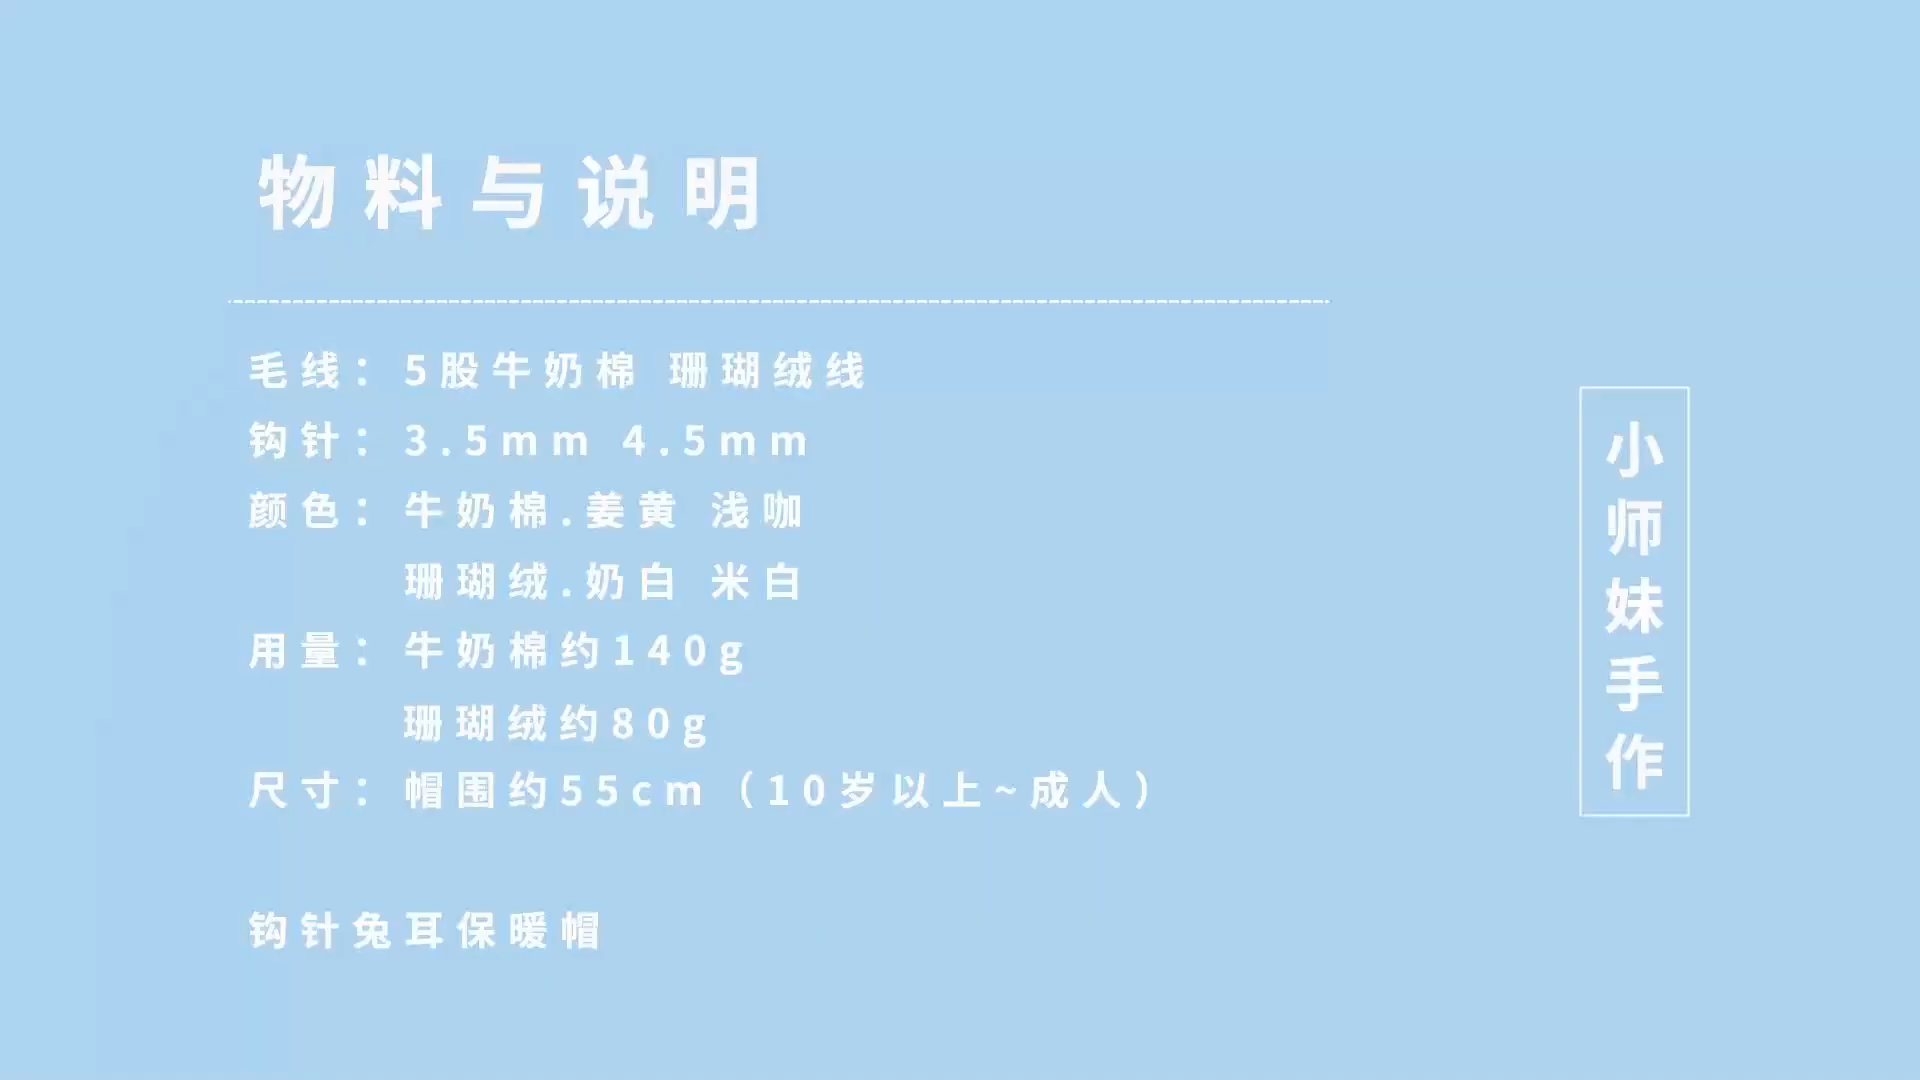 物料与说明
毛线：5股牛奶棉 珊瑚绒线
钩针：3.5mm 4.5mm
颜色：牛奶棉.姜黄 浅咖
珊瑚绒.奶白 米白
用量：牛奶棉约140g
珊瑚绒约80g
尺寸：帽围约55cm（10岁以上~成人）
钩针兔耳保暖帽
小师妹手作